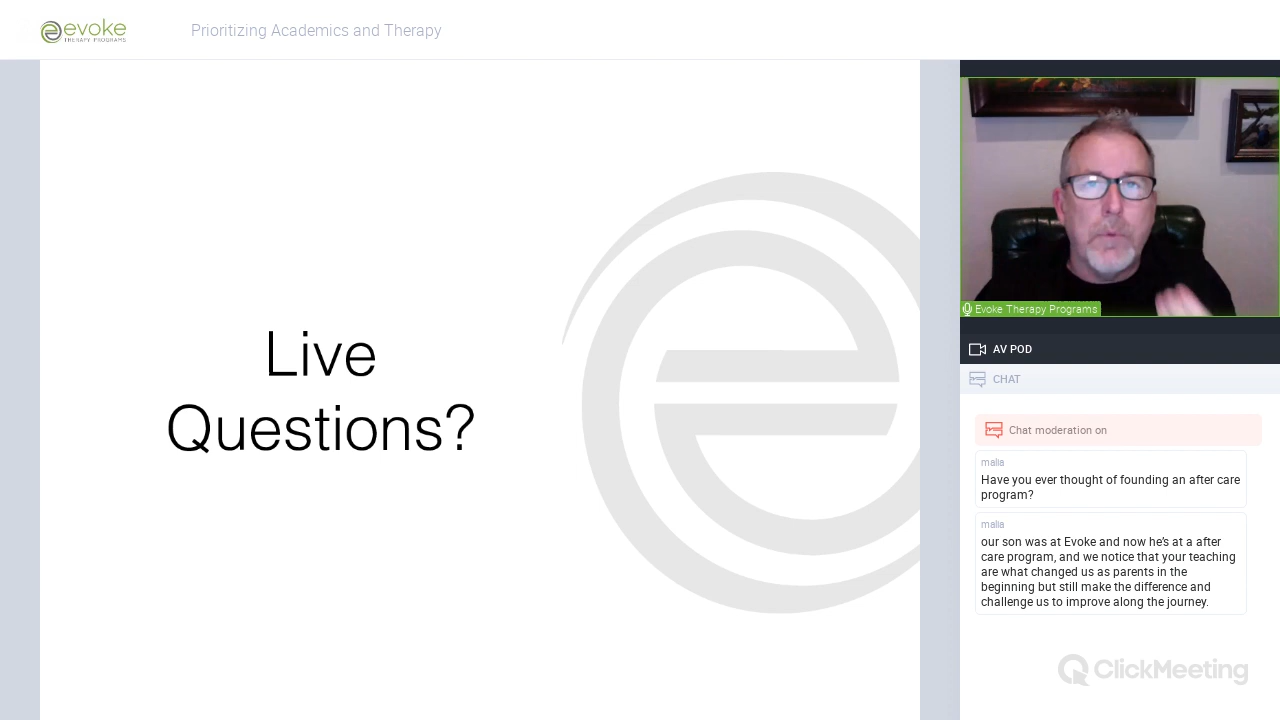 evoke
THERAPY PROGRAMS
Prioritizing Academics and Therapy
Live
Questions?
Evoke Therapy Programs
AV POD
CHAT
Chat moderation on
malia
Have you ever thought of founding an after care
program?
malia
our son was at Evoke and now he's at a after
care program, and we notice that your teaching
are what changed us as parents in the
beginning but still make the difference and
challenge us to improve along the journey.
ClickMeeting